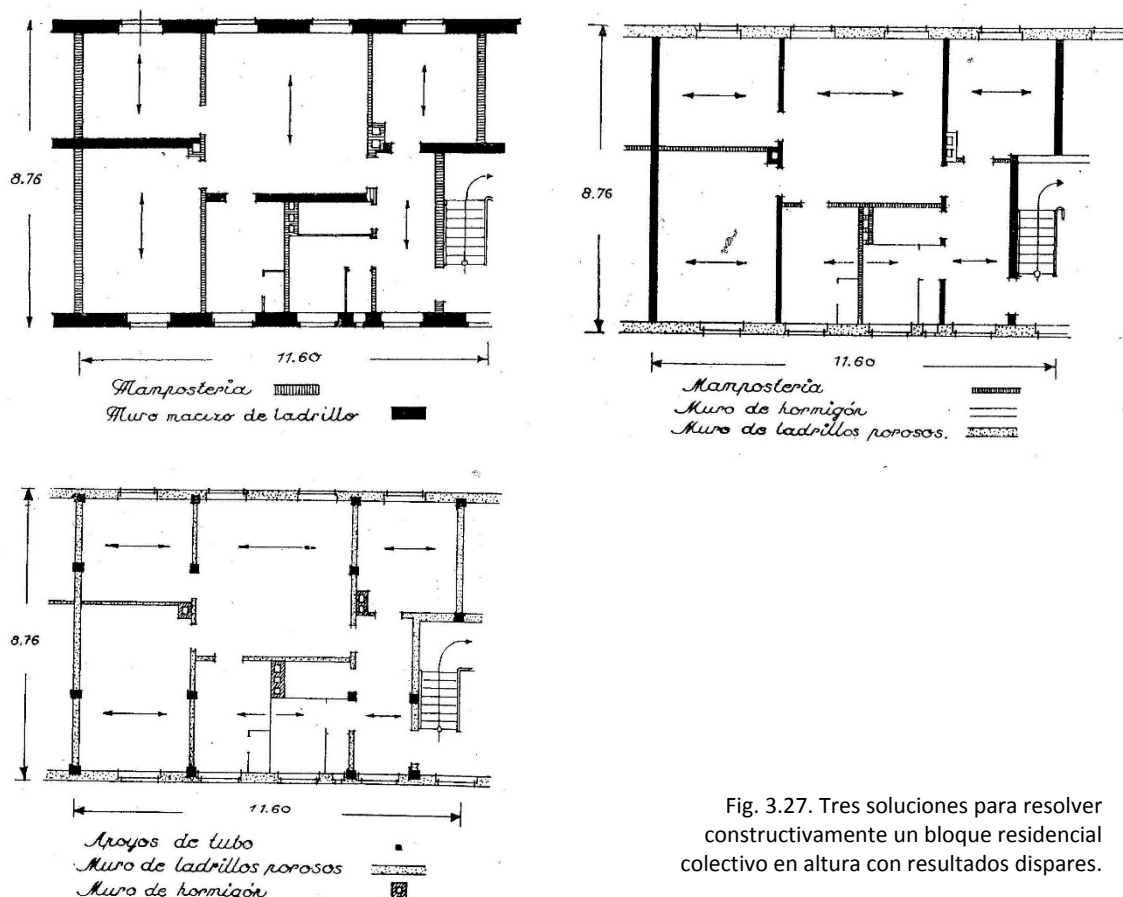 8.76
11.60
Mampostería
Muro macizo de ladrillo
8.76
11.60
Mampostería
Muro de hormigón
Muro de ladrillos porosos.
8.76
11.60
Apoyos de tubo
Muro de ladrillos porosos
Muro de hormigón
Fig. 3.27. Tres soluciones para resolver
constructivamente un bloque residencial
colectivo en altura con resultados dispares.